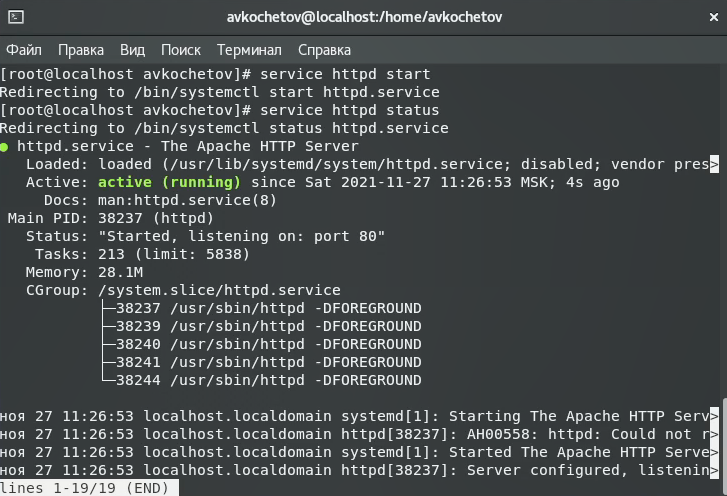 avkochetov@localhost:/home/avkochetov
Файл Правка Вид Поиск Терминал Справка
[root@localhost avkochetov]# service httpd start
Redirecting to /bin/systemctl start httpd.service
[root@localhost avkochetov]# service httpd status
Redirecting to /bin/systemctl status httpd.service
● httpd.service - The Apache HTTP Server
   Loaded: loaded (/usr/lib/systemd/system/httpd.service; disabled; vendor pres>
   Active: active (running) since Sat 2021-11-27 11:26:53 MSK; 4s ago
     Docs: man:httpd.service(8)
 Main PID: 38237 (httpd)
   Status: "Started, listening on: port 80"
    Tasks: 213 (limit: 5838)
   Memory: 28.1M
   CGroup: /system.slice/httpd.service
           ├─38237 /usr/sbin/httpd -DFOREGROUND
           ├─38239 /usr/sbin/httpd -DFOREGROUND
           ├─38240 /usr/sbin/httpd -DFOREGROUND
           ├─38241 /usr/sbin/httpd -DFOREGROUND
           └─38244 /usr/sbin/httpd -DFOREGROUND
ноя 27 11:26:53 localhost.localdomain systemd[1]: Starting The Apache HTTP Serv>
ноя 27 11:26:53 localhost.localdomain httpd[38237]: AH00558: httpd: Could not r>
ноя 27 11:26:53 localhost.localdomain systemd[1]: Started The Apache HTTP Serve>
ноя 27 11:26:53 localhost.localdomain httpd[38237]: Server configured, listenin>
lines 1-19/19 (END)